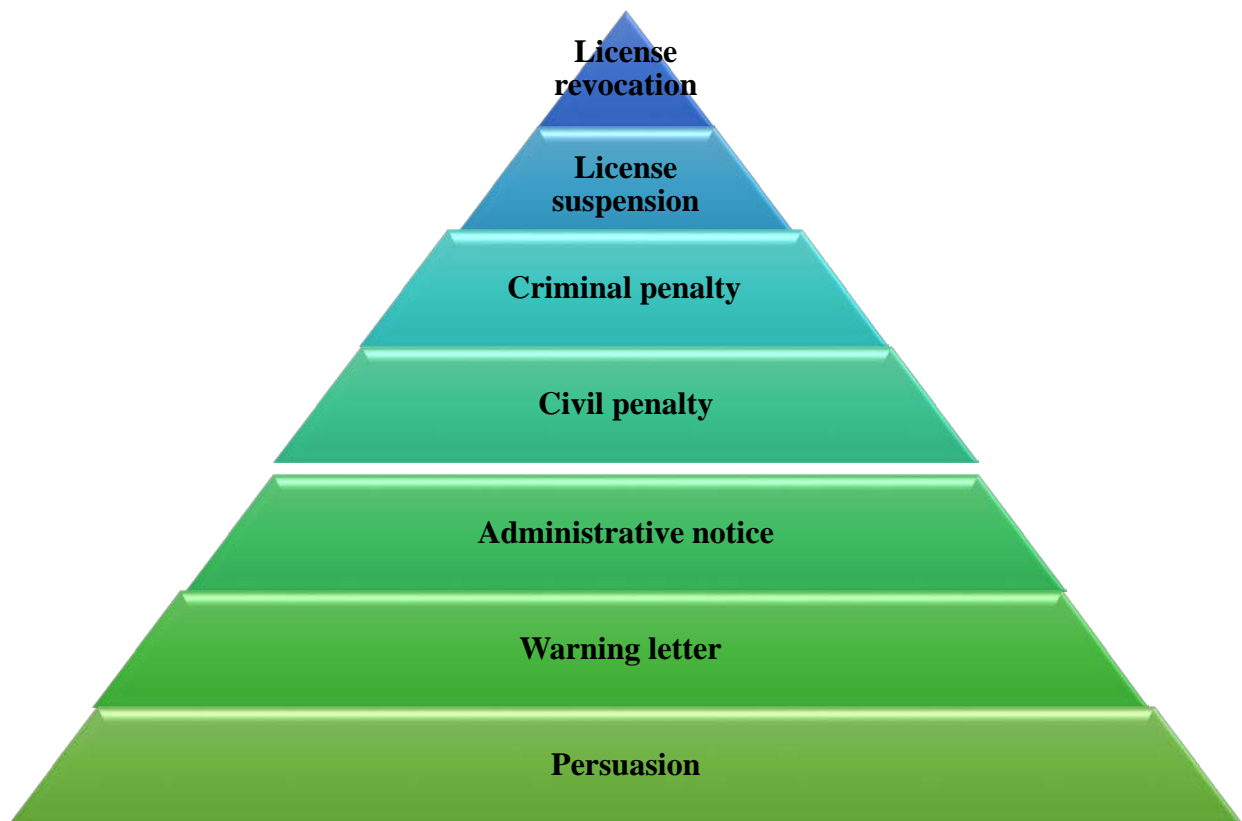 License
revocation
License
suspension
Criminal penalty
Civil penalty
Administrative notice
Warning letter
Persuasion